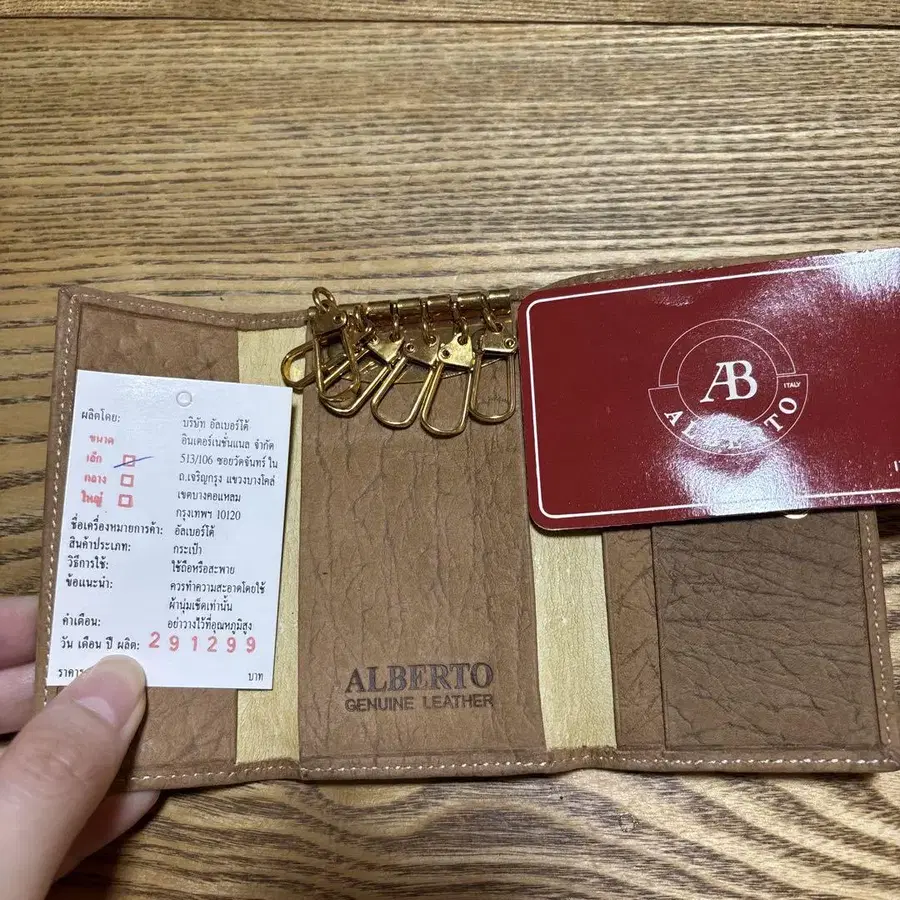 ผลิตโดย: บริษัท อัลเบอร์โต้
อินเตอร์เนชั่นแนล จำกัด
ขนาด
เล็ก 513/106 ซอยวัดจันทร์ ใน
กลาง ถ.เจริญกรุง แขวงบางโคล่
ใหญ่ เขตบางคอแหลม
กรุงเทพฯ 10120
ชื่อเครื่องหมายการค้า: อัลเบอร์โต้
สินค้าประเภท: กระเป๋า
วิธีการใช้: ใช้ถือหรือสะพาย
ข้อแนะนำ: ควรทำความสะอาดโดยใช้
ผ้านุ่มเช็ดเท่านั้น
คำเตือน: อย่าวางไว้ที่อุณหภูมิสูง
วัน เดือน ปี ผลิต: 291299
ราคา บาท
ALBERTO
GENUINE LEATHER
AB
ITALY
ALBERTO